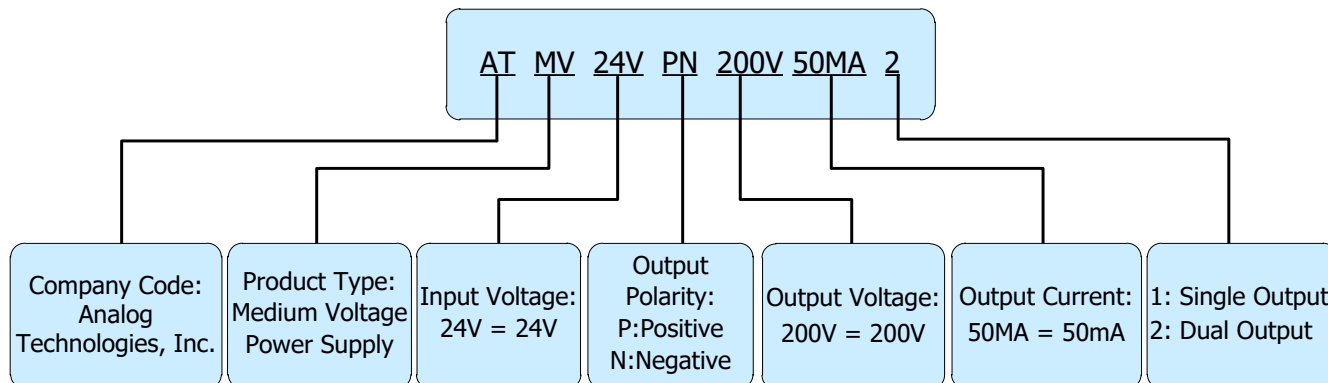 AT MV 24V PN 200V 50MA 2
Company Code:
Analog
Technologies, Inc.
Product Type:
Medium Voltage
Power Supply
Input Voltage:
24V = 24V
Output
Polarity:
P:Positive
N:Negative
Output Voltage:
200V = 200V
Output Current:
50MA = 50mA
1: Single Output
2: Dual Output